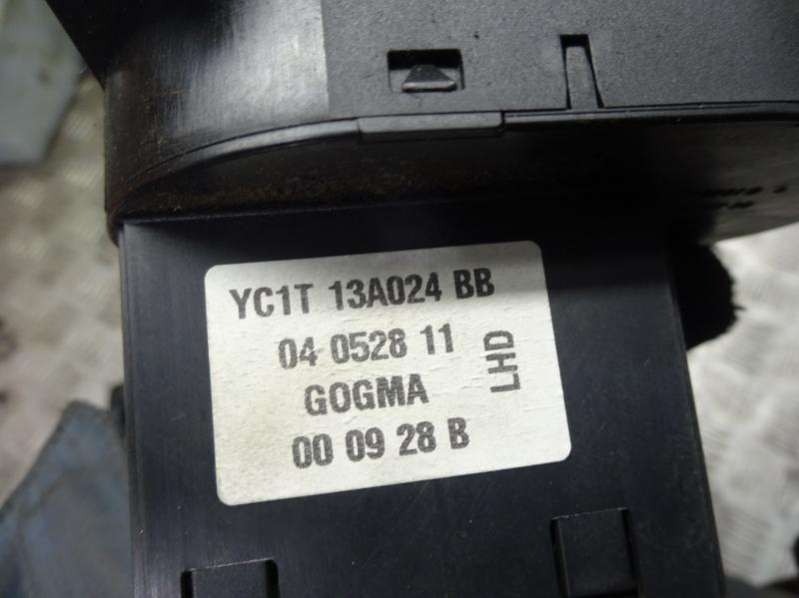 YC1T 13A024 BB
04 0528 11
GOGMA
00 09 28 B
LHD